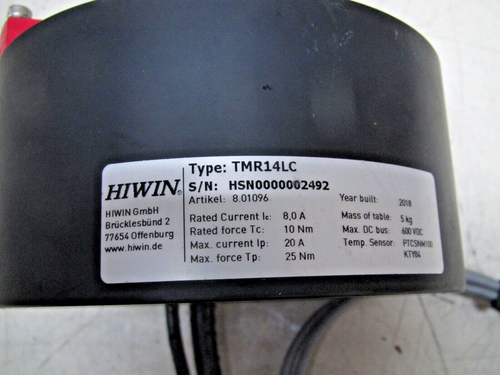 Type: TMR14LC
S/N: HSN0000002492
Artikel: 8.01096
HIWIN®
HIWIN GmbH
Brücklesbünd 2
77654 Offenburg
www.hiwin.de
Rated Current Ic: 8,0 A
Rated force Tc: 10 Nm
Max. current Ip: 20 A
Max. force Tp: 25 Nm
Year built: 2018
Mass of table: 5 kg
Max. DC bus: 600 VDC
Temp. Sensor: PTCSNM100
KTY84